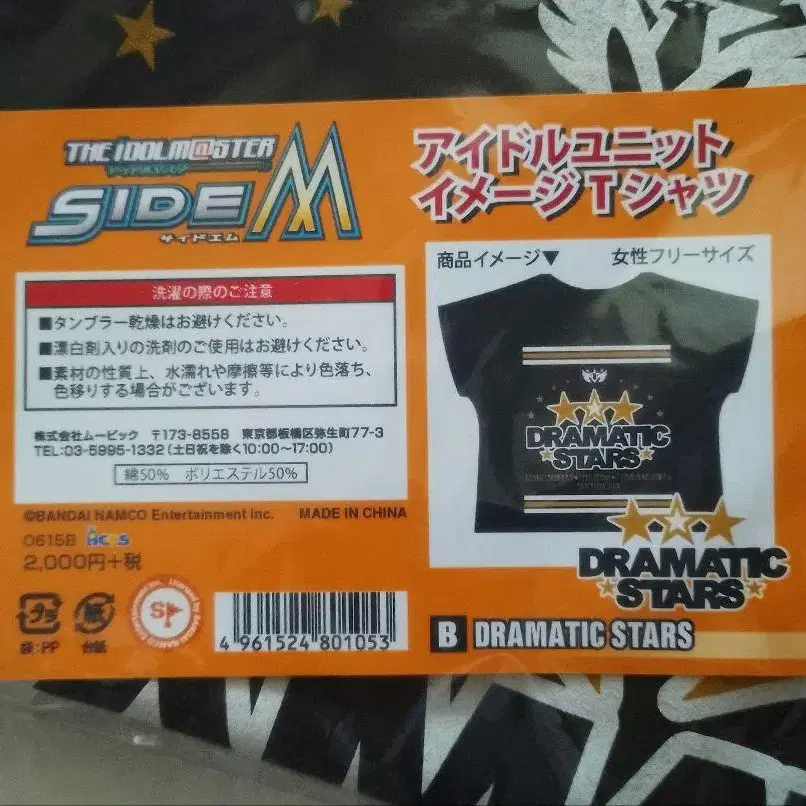 THE iDOLM@STER
SIDEM
サイドエム
アイドルユニット
イメージTシャツ
洗濯の際のご注意
■タンブラー乾燥はお避けください。
■漂白剤入りの洗剤のご使用はお避けください。
■素材の性質上、水濡れや摩擦等により色落ち、
色移りする場合がございます。
株式会社ムービック 〒173-8558 東京都板橋区弥生町77-3
TEL:03-5995-1332(土日祝を除く10:00~17:00)
綿50% ポリエステル50%
©BANDAI NAMCO Entertainment Inc. MADE IN CHINA
0615B
2,000円+税
プラ
袋:PP
紙
台紙
4 961524 801053
商品イメージ▼ 女性フリーサイズ
DRAMATIC
STARS
DRAMATIC
STARS
B DRAMATIC STARS